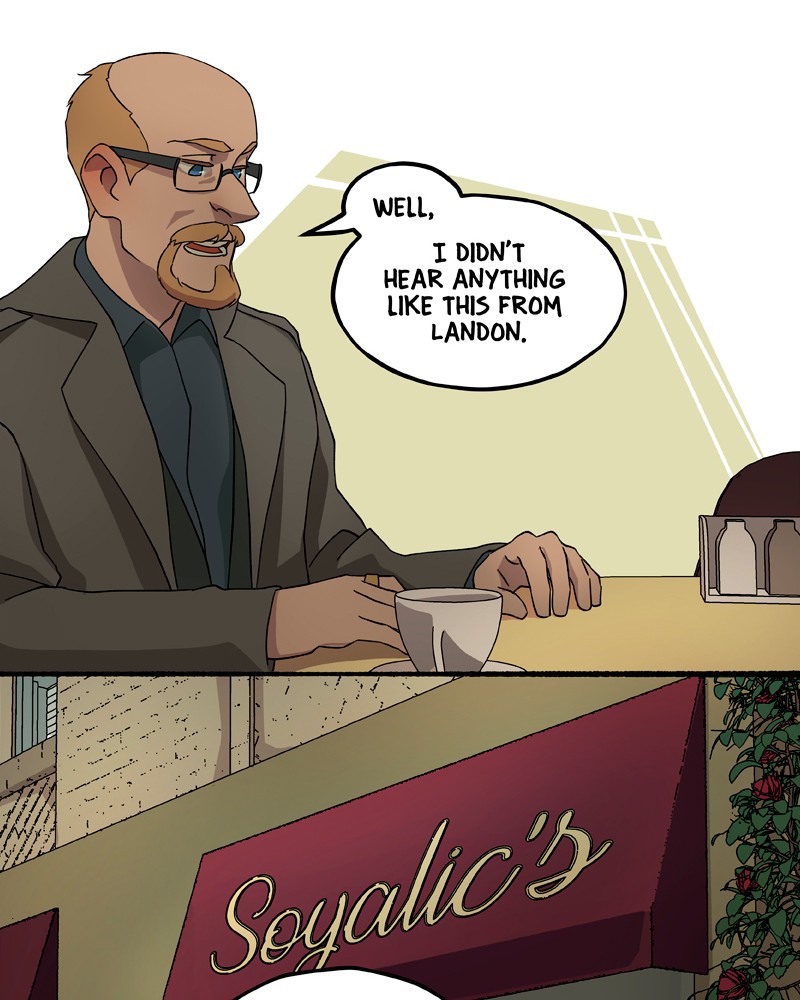 WELL,
I DIDN'T
HEAR ANYTHING
LIKE THIS FROM
LANDON.
Soyalic's